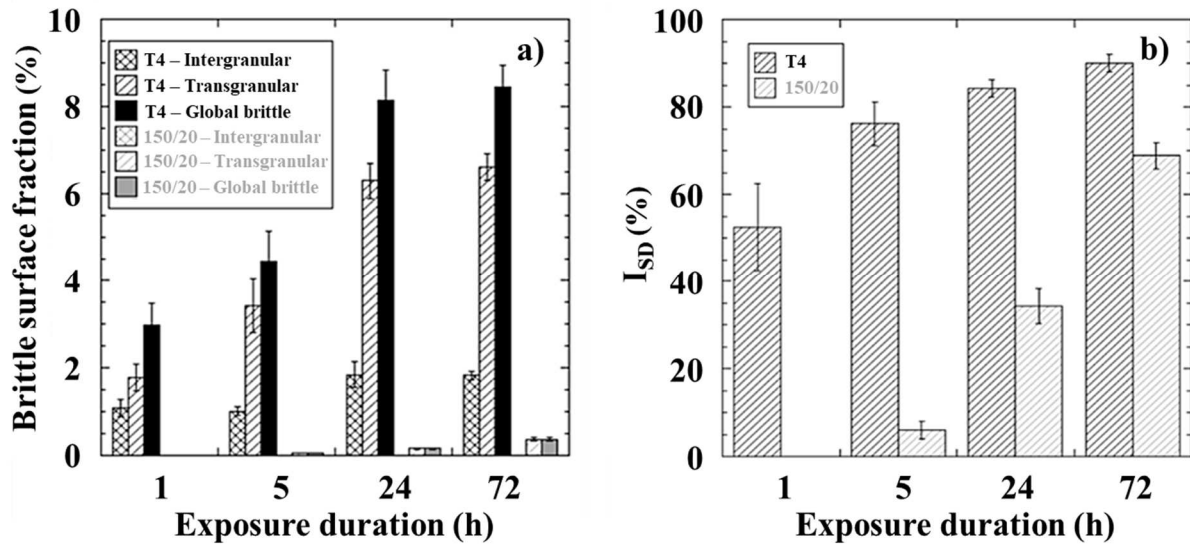 a)
Brittle surface fraction (%)
10
8
6
4
2
0
T4 – Intergranular
T4 – Transgranular
T4 – Global brittle
150/20 – Intergranular
150/20 – Transgranular
150/20 – Global brittle
1 5 24 72
Exposure duration (h)
b)
I_SD (%)
100
80
60
40
20
0
T4
150/20
1 5 24 72
Exposure duration (h)